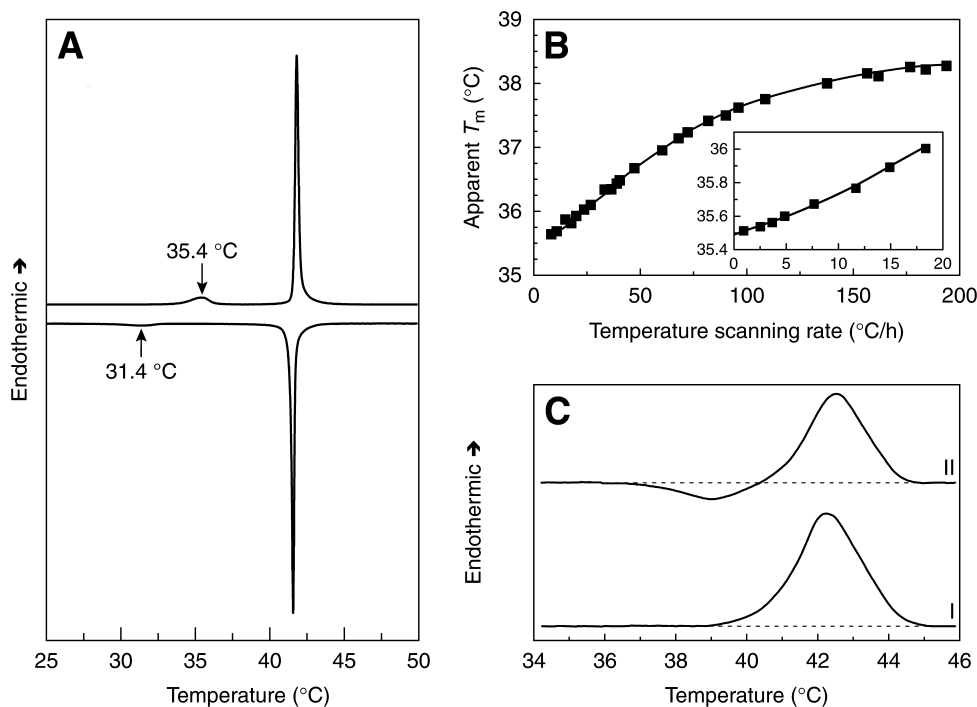 A
35.4 °C
31.4 °C
Endothermic ➔
25 30 35 40 45 50
Temperature (°C)
B
39
38
37
36
35
Apparent Tm (°C)
36
35.8
35.6
35.4
0 5 10 15 20
0 50 100 150 200
Temperature scanning rate (°C/h)
C
II
I
Endothermic ➔
34 36 38 40 42 44 46
Temperature (°C)